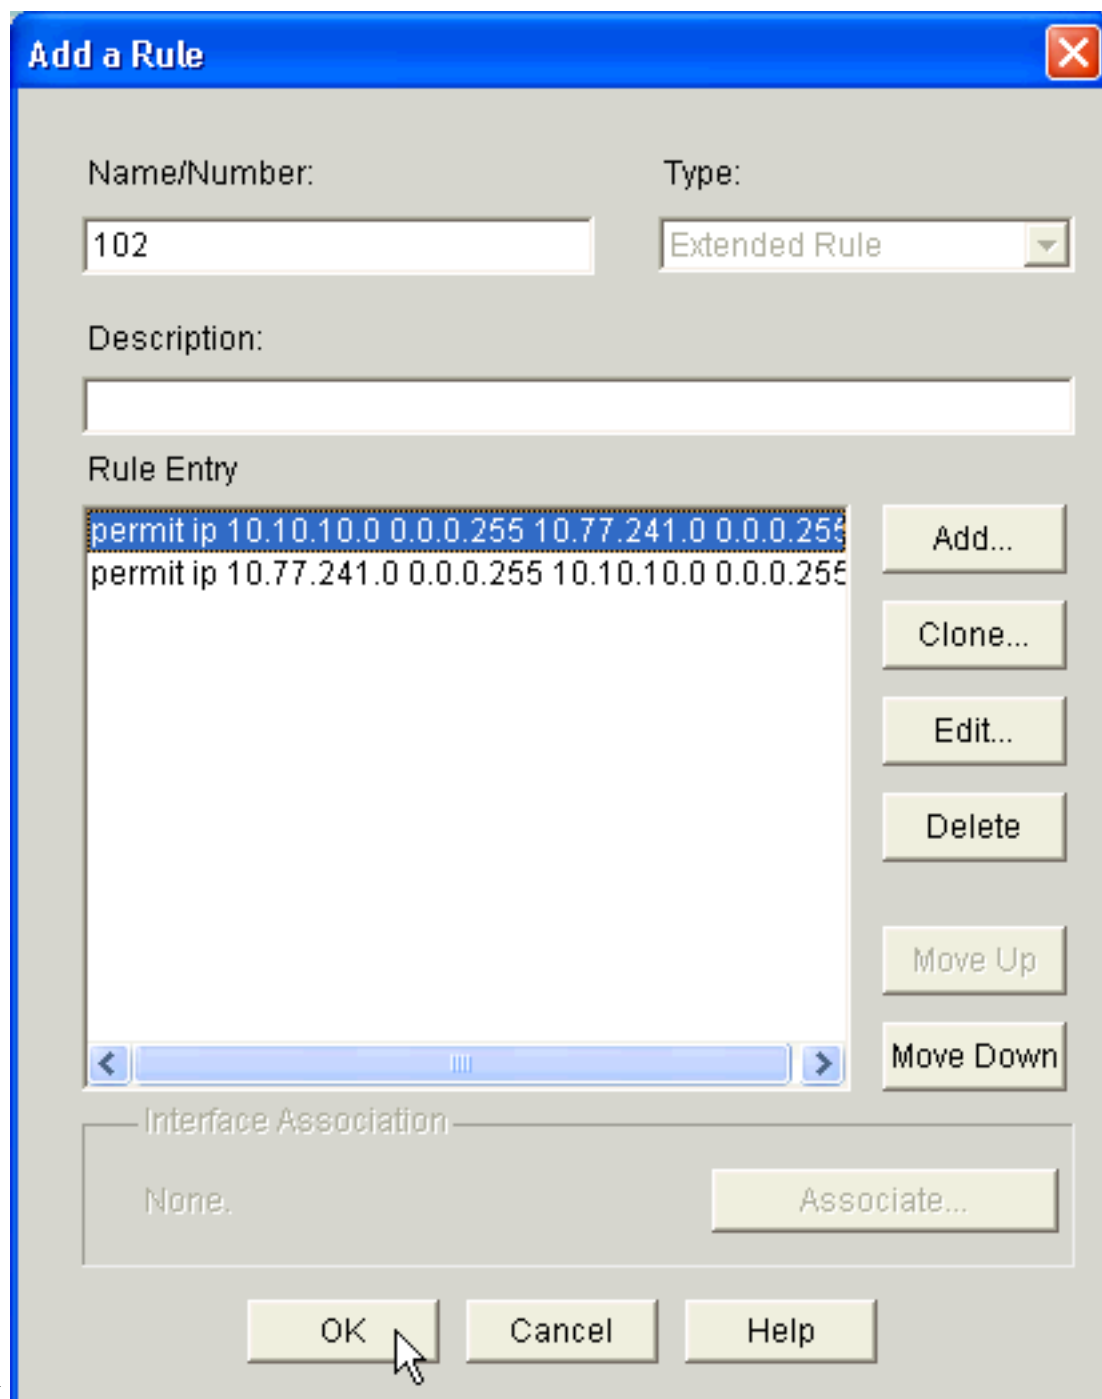 Add a Rule
Name/Number:
Type:
102
Extended Rule
Description:
Rule Entry
permit ip 10.10.10.0 0.0.0.255 10.77.241.0 0.0.0.255
permit ip 10.77.241.0 0.0.0.255 10.10.10.0 0.0.0.255
Add...
Clone...
Edit...
Delete
Move Up
Move Down
Interface Association
None.
Associate...
OK
Cancel
Help